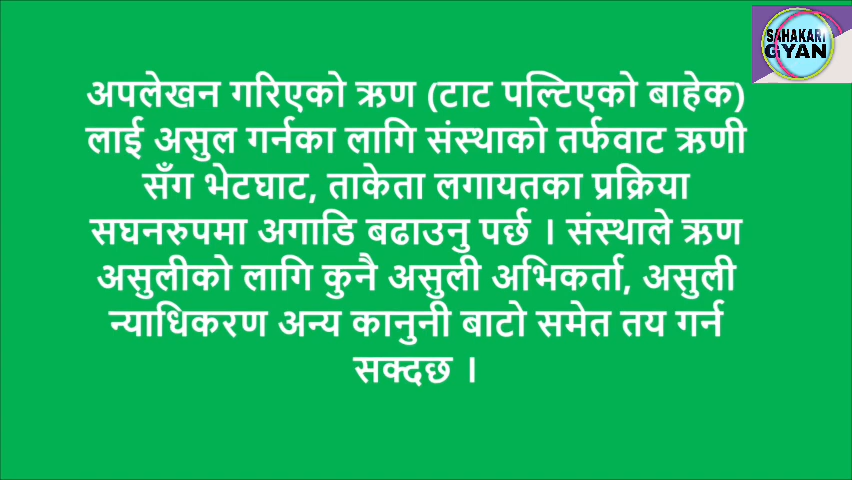 SAHAKARI
GYAN
अपलेखन गरिएको ऋण (टाट पल्टिएको बाहेक)
लाई असुल गर्नका लागि संस्थाको तर्फवाट ऋणी
सँग भेटघाट, ताकेता लगायतका प्रक्रिया
सघनरुपमा अगाडि बढाउनु पर्छ । संस्थाले ऋण
असुलीको लागि कुनै असुली अभिकर्ता, असुली
न्याधिकरण अन्य कानुनी बाटो समेत तय गर्न
सक्दछ ।